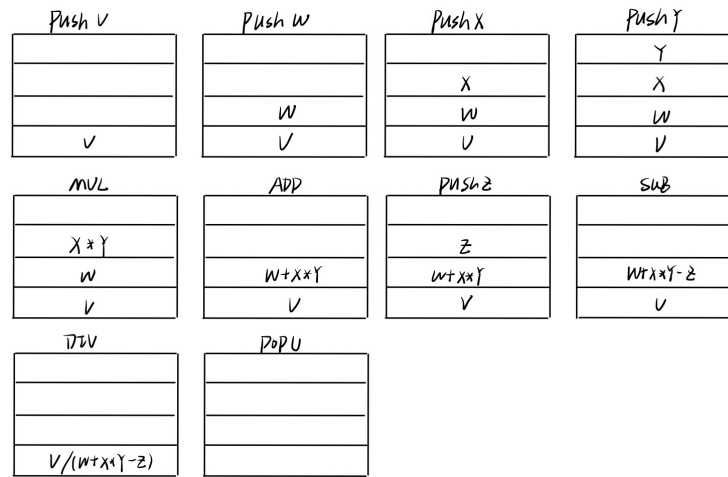 Push V Push W Push X Push Y
Y
X X
W W W
V V V V
MUL ADD push Z SUB
X * Y Z
W W+X*Y W+X*Y W+X*Y-Z
V V V V
DIV POP U
V/(W+X*Y-Z)